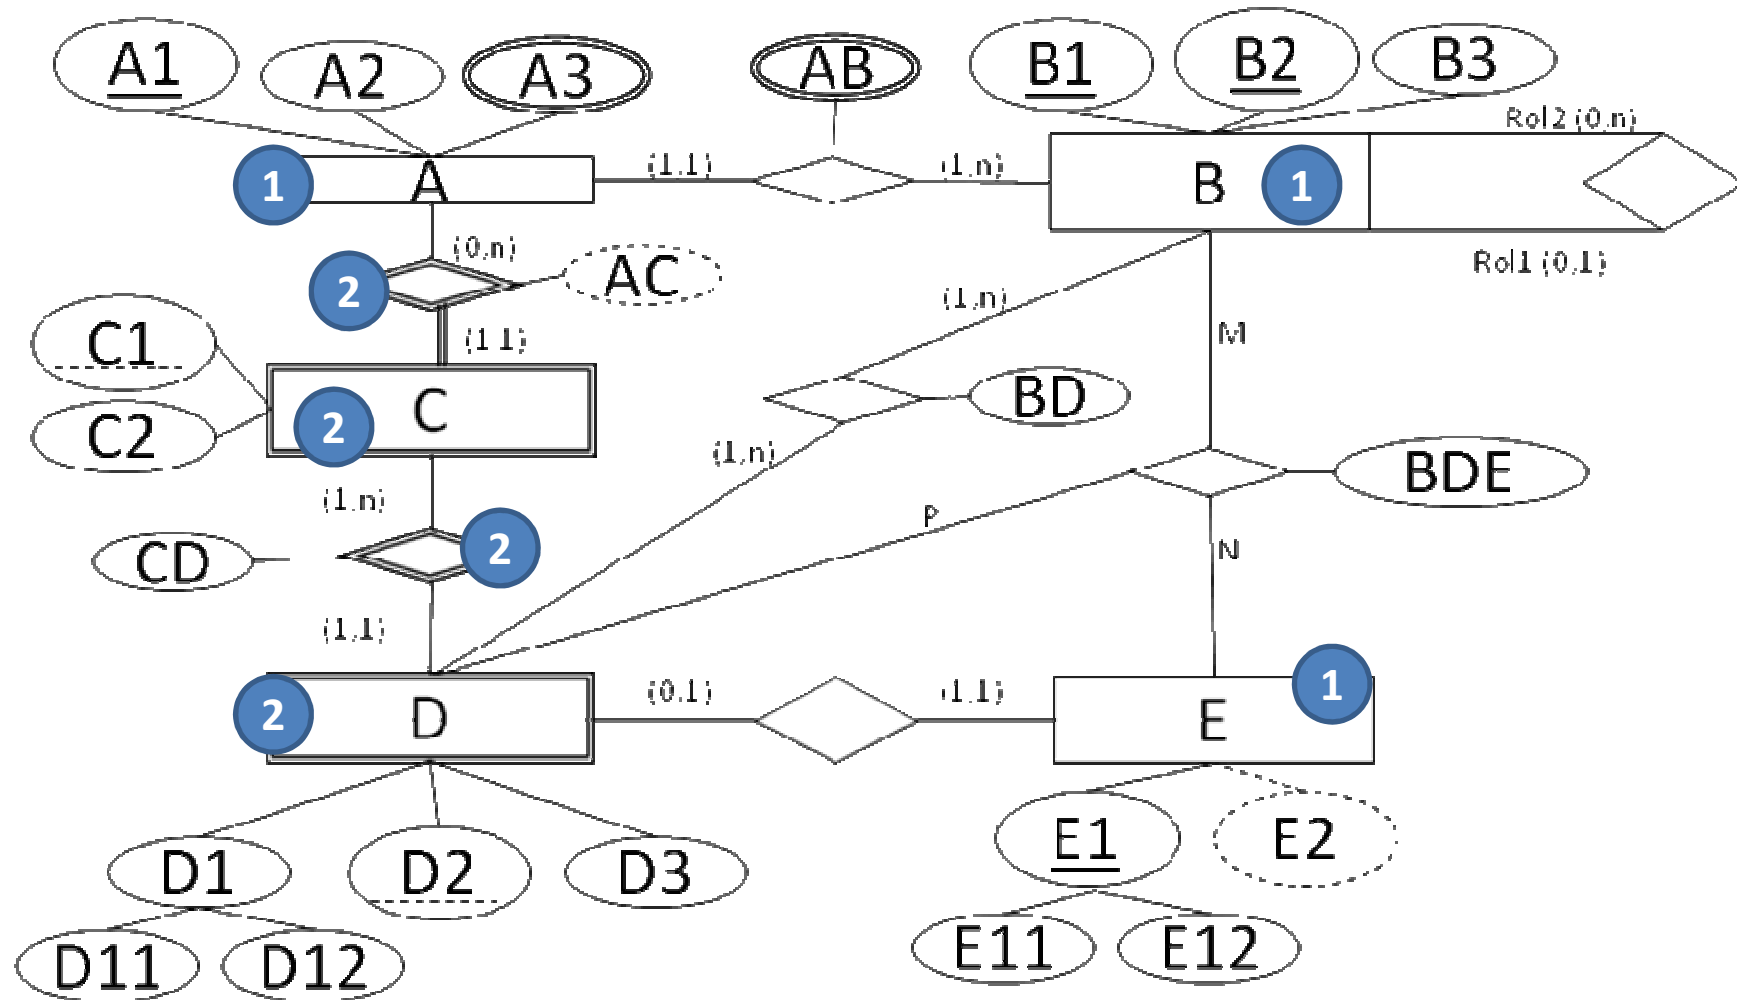 A1
A2
A3
AB
B1
B2
B3
Rol2 (0,n)
1
A
(1,1)
(1,n)
B
1
(0,n)
Rol1 (0,1)
2
AC
(1,n)
C1
(1 1)
M
BD
C
2
C2
(1,n)
BDE
(1,n)
P
CD
2
N
(1,1)
(0,1)
(1,1)
1
2
D
E
D1
D2
D3
E1
E2
D11
D12
E11
E12